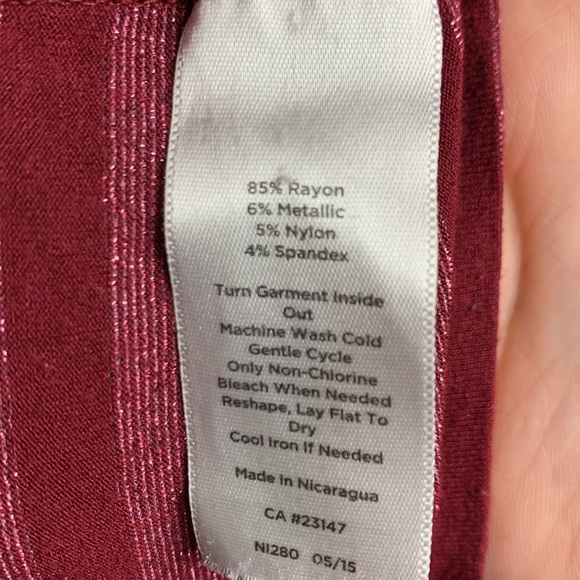 85% Rayon
6% Metallic
5% Nylon
4% Spandex
Turn Garment Inside
Out
Machine Wash Cold
Gentle Cycle
Only Non-Chlorine
Bleach When Needed
Reshape, Lay Flat To
Dry
Cool Iron If Needed
Made in Nicaragua
CA #23147
NI280 05/15